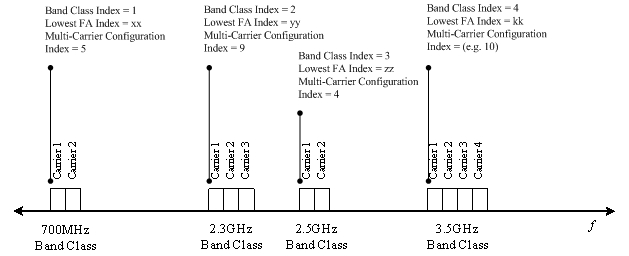 Band Class Index = 1
Lowest FA Index = xx
Multi-Carrier Configuration
Index = 5
Band Class Index = 2
Lowest FA Index = yy
Multi-Carrier Configuration
Index = 9
Band Class Index = 3
Lowest FA Index = zz
Multi-Carrier Configuration
Index = 4
Band Class Index = 4
Lowest FA Index = kk
Multi-Carrier Configuration
Index = (e.g. 10)
Carrier 1
Carrier 2
Carrier 1
Carrier 2
Carrier 3
Carrier 1
Carrier 2
Carrier 1
Carrier 2
Carrier 3
Carrier 4
700MHz
Band Class
2.3GHz
Band Class
2.5GHz
Band Class
3.5GHz
Band Class
f